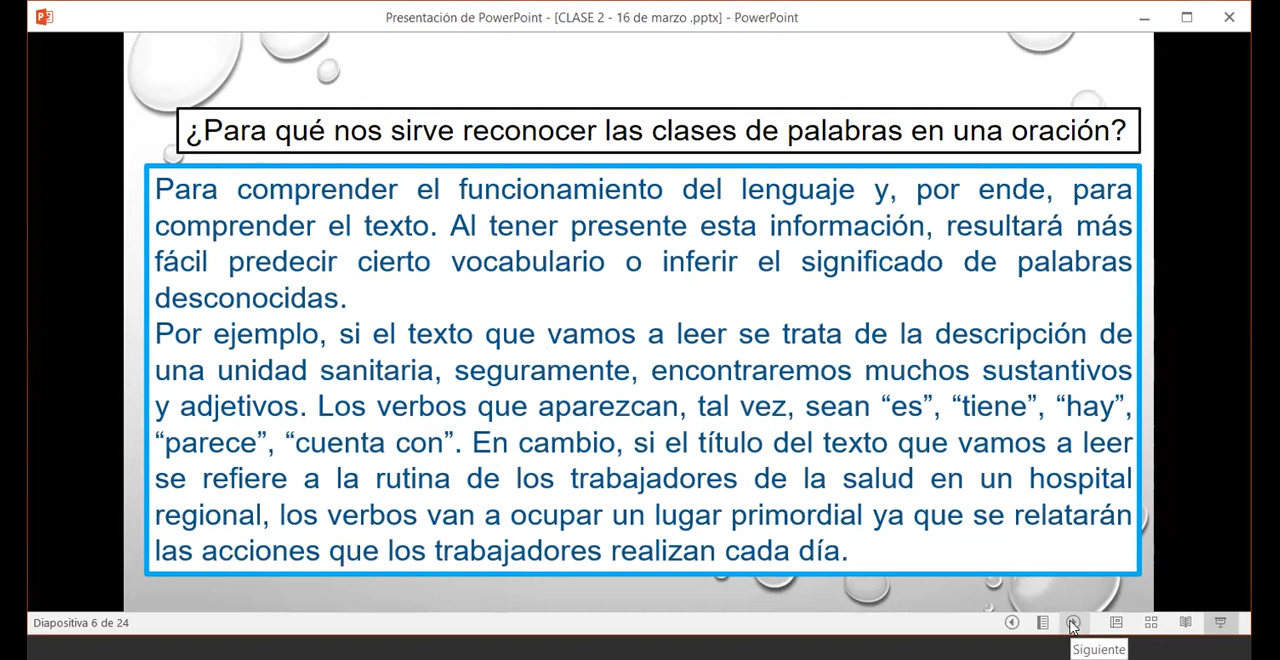 Presentación de PowerPoint - [CLASE 2 - 16 de marzo .pptx] - PowerPoint
¿Para qué nos sirve reconocer las clases de palabras en una oración?
Para comprender el funcionamiento del lenguaje y, por ende, para
comprender el texto. Al tener presente esta información, resultará más
fácil predecir cierto vocabulario o inferir el significado de palabras
desconocidas.
Por ejemplo, si el texto que vamos a leer se trata de la descripción de
una unidad sanitaria, seguramente, encontraremos muchos sustantivos
y adjetivos. Los verbos que aparezcan, tal vez, sean “es”, “tiene”, “hay”,
“parece”, “cuenta con”. En cambio, si el título del texto que vamos a leer
se refiere a la rutina de los trabajadores de la salud en un hospital
regional, los verbos van a ocupar un lugar primordial ya que se relatarán
las acciones que los trabajadores realizan cada día.
Diapositiva 6 de 24
Siguiente